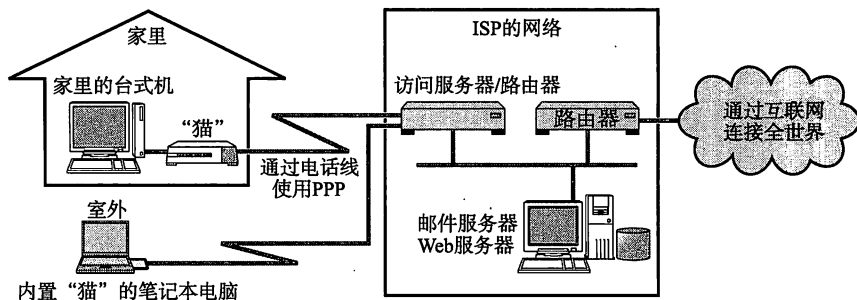 家里
家里的台式机
“猫”
通过电话线
使用PPP
室外
内置“猫”的笔记本电脑
ISP的网络
访问服务器/路由器
路由器
邮件服务器
Web服务器
通过互联网
连接全世界